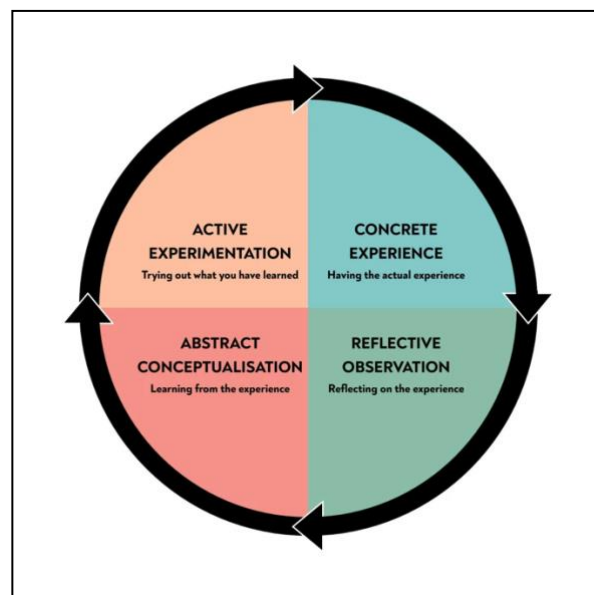 ACTIVE
EXPERIMENTATION
Trying out what you have learned
CONCRETE
EXPERIENCE
Having the actual experience
ABSTRACT
CONCEPTUALISATION
Learning from the experience
REFLECTIVE
OBSERVATION
Reflecting on the experience